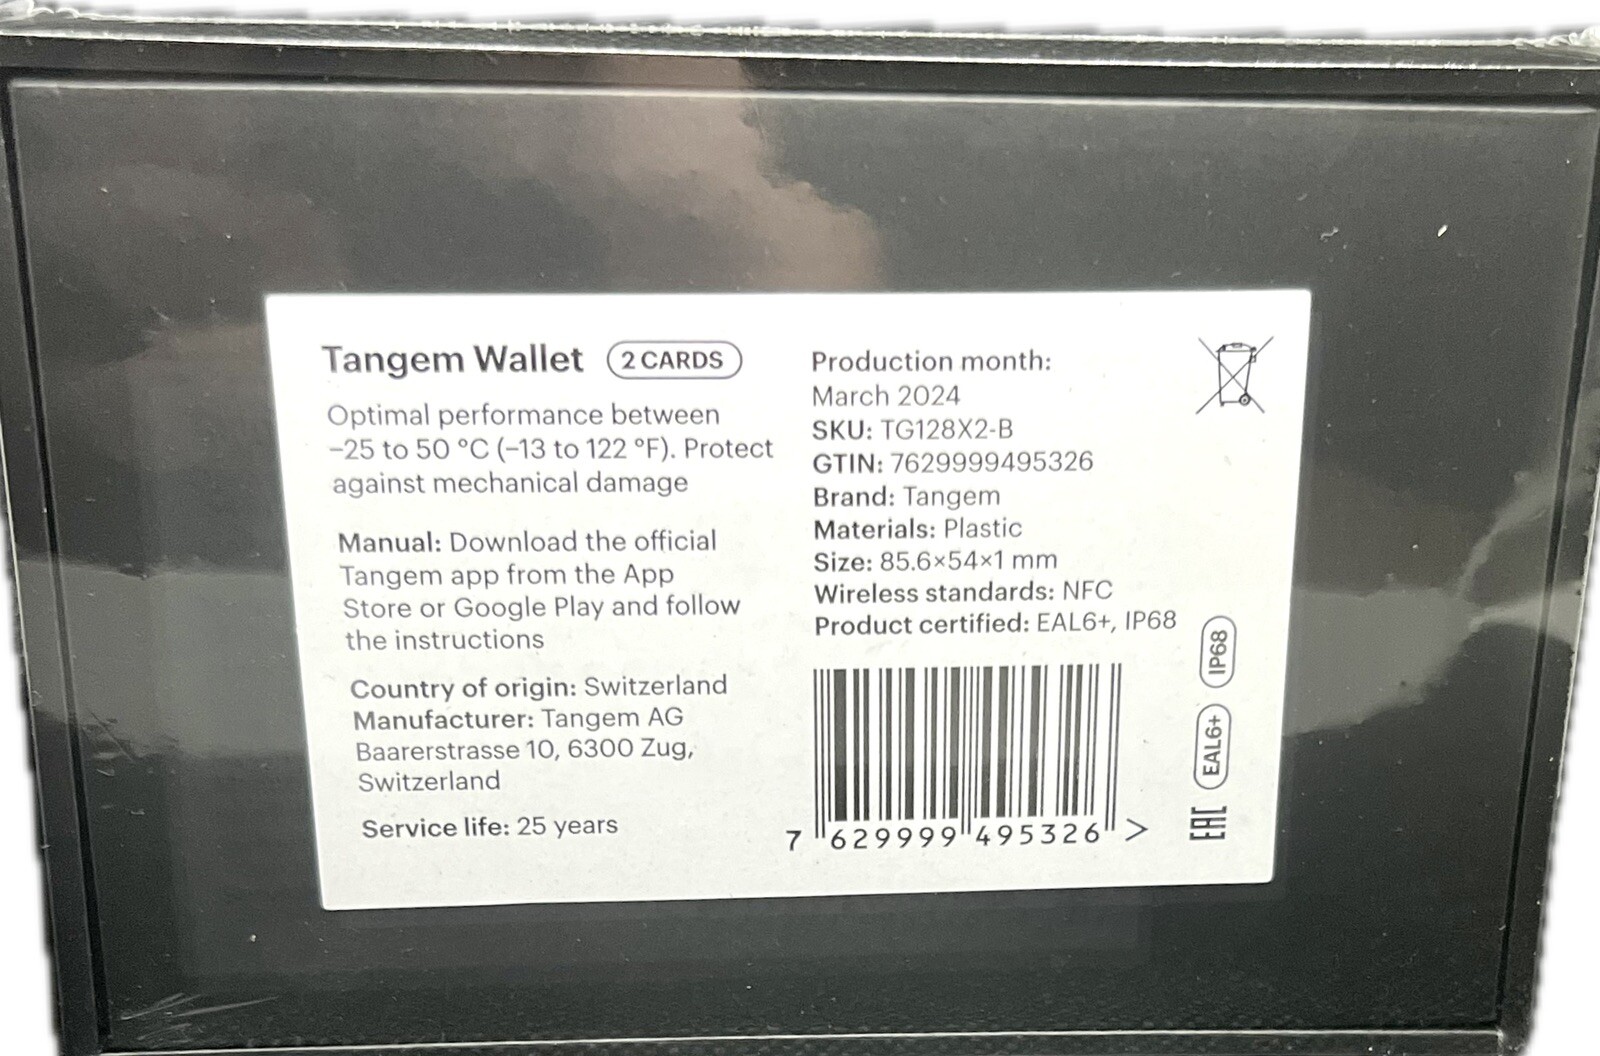 Tangem Wallet 2 CARDS
Optimal performance between
–25 to 50 °C (–13 to 122 °F). Protect
against mechanical damage
Manual: Download the official
Tangem app from the App
Store or Google Play and follow
the instructions
Country of origin: Switzerland
Manufacturer: Tangem AG
Baarerstrasse 10, 6300 Zug,
Switzerland
Service life: 25 years
Production month:
March 2024
SKU: TG128X2-B
GTIN: 7629999495326
Brand: Tangem
Materials: Plastic
Size: 85.6×54×1 mm
Wireless standards: NFC
Product certified: EAL6+, IP68
7 629999 495326 >
IP68
EAL6+
EAC